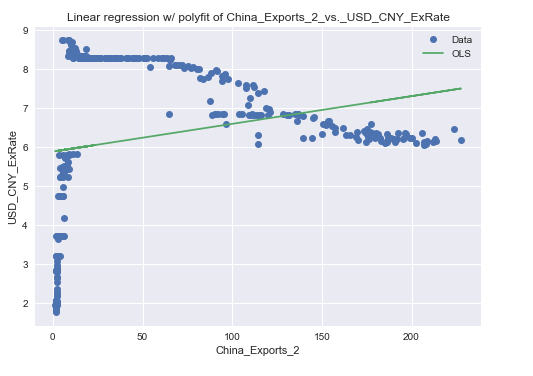 Linear regression w/ polyfit of China_Exports_2_vs._USD_CNY_ExRate
Data
OLS
9
8
7
6
5
4
3
2
USD_CNY_ExRate
0 50 100 150 200
China_Exports_2